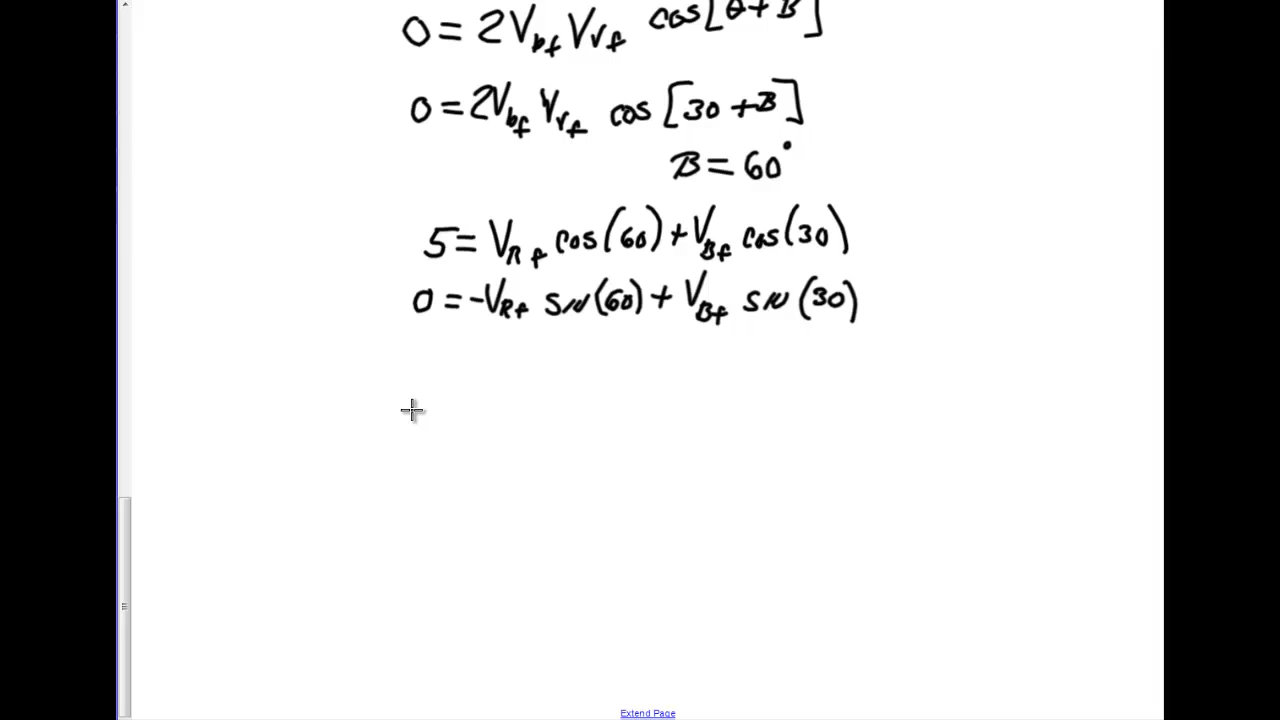 0 = 2V_bf V_rf cos[θ + B]
0 = 2V_bf V_rf cos[30 + B]
B = 60°
5 = V_Rf cos(60) + V_Bf cos(30)
0 = -V_Rf SIN(60) + V_Bf SIN(30)
Extend Page